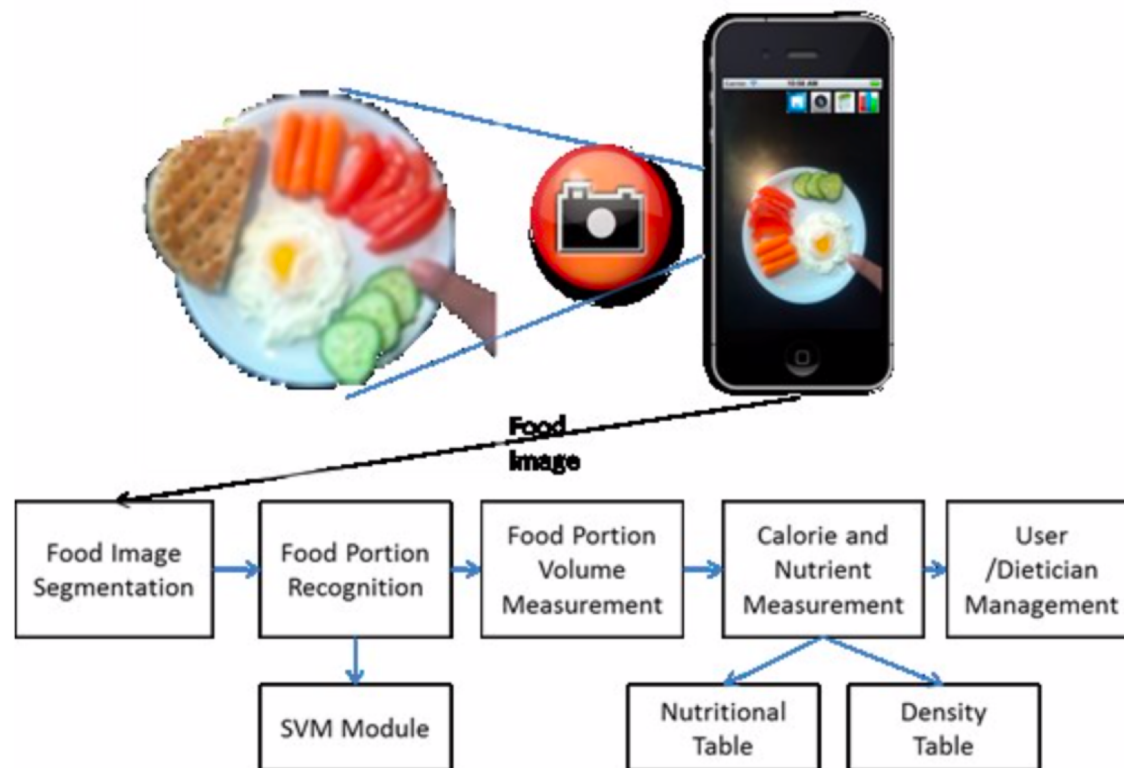 Food
Image
Food Image
Segmentation
Food Portion
Recognition
Food Portion
Volume
Measurement
Calorie and
Nutrient
Measurement
User
/Dietician
Management
SVM Module
Nutritional
Table
Density
Table